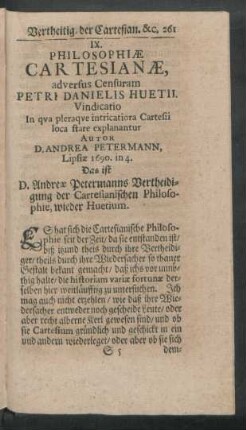 Vertheitig. der Cartesian. &c. 261
IX.
PHILOSOPHIÆ
CARTESIANÆ,
adversus Censuram
PETRI DANIELIS HUETII.
Vindicatio
In qva pleraqve intricatiora Cartesii
loca clare explanantur
AUTOR
D. ANDREA PETERMANN,
Lipsiæ 1690. in 4.
Das ist
D. Andreæ Petermanns Vertheidi-
gung der Cartesianischen Philoso-
phie, wieder Huetium.
ES hat sich die Cartesianische Philoso-
phie seit der Zeit/ da sie entstanden ist/
biß hieher theils durch ihre Vertheidi-
ger/ theils durch ihre Wiedersacher so thaner
Gestalt bekant gemacht/ daß ichs vor unnö-
thig halte/ die historiam variæ fortunæ der-
selben hier weitläufftig zu untersuchen. Ich
mag auch nicht erzehlen/ wie daß ihre Wie-
dersacher entweder noch gescheide Leute/ oder
aber recht alberne Kerl gewesen sind/ und ob
sie Cartesium gründlich und geschickt in ein
und andern wiederleget/ oder aber ob sie sich
S 5 dem/